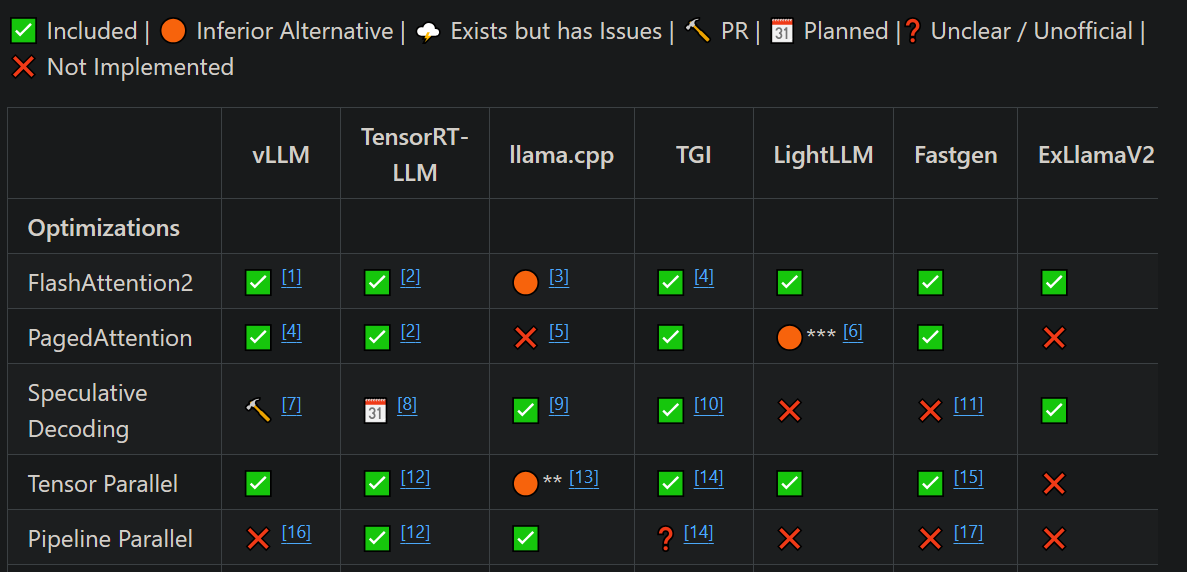 ✅ Included | 🟠 Inferior Alternative | 🌩️ Exists but has Issues | 🔨 PR | 📅 Planned | ❓ Unclear / Unofficial |
❌ Not Implemented
vLLM TensorRT-LLM llama.cpp TGI LightLLM Fastgen ExLlamaV2
Optimizations
FlashAttention2 ✅ [1] ✅ [2] 🟠 [3] ✅ [4] ✅ ✅ ✅
PagedAttention ✅ [4] ✅ [2] ❌ [5] ✅ 🟠*** [6] ✅ ❌
Speculative Decoding 🔨 [7] 📅 [8] ✅ [9] ✅ [10] ❌ ❌ [11] ✅
Tensor Parallel ✅ ✅ [12] 🟠** [13] ✅ [14] ✅ ✅ [15] ❌
Pipeline Parallel ❌ [16] ✅ [12] ✅ ❓ [14] ❌ ❌ [17] ❌